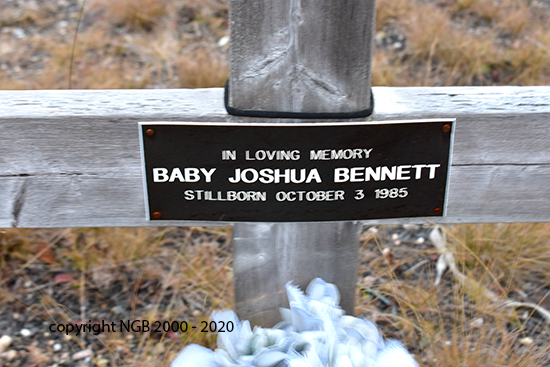 IN LOVING MEMORY
BABY JOSHUA BENNETT
STILLBORN OCTOBER 3 1985
copyright NGB 2000 - 2020